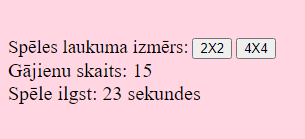 Spēles laukuma izmērs: 2X2 4X4
Gājienu skaits: 15
Spēle ilgst: 23 sekundes